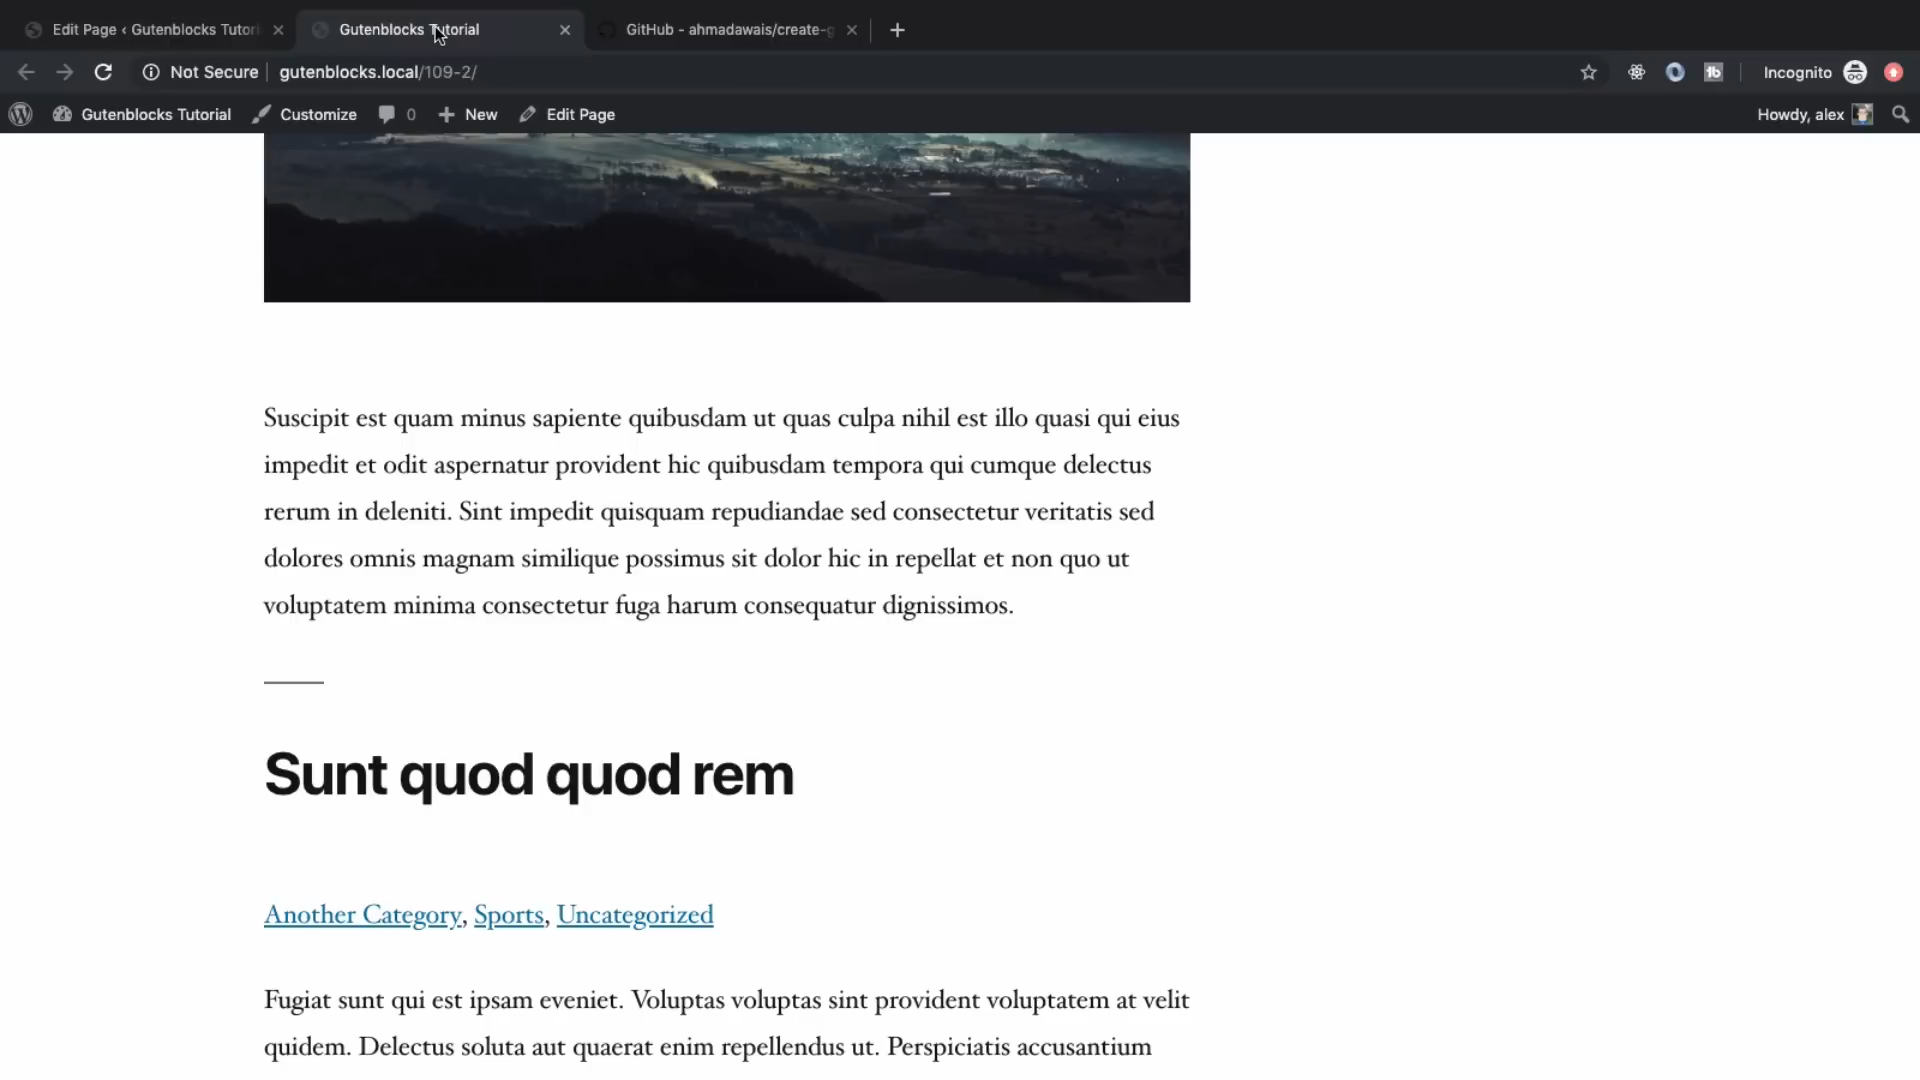 Edit Page ‹ Gutenblocks Tutori
Gutenblocks Tutorial
GitHub - ahmadawais/create-g
Not Secure
gutenblocks.local/109-2/
Incognito
Gutenblocks Tutorial
Customize
0
New
Edit Page
Howdy, alex
Suscipit est quam minus sapiente quibusdam ut quas culpa nihil est illo quasi qui eius
impedit et odit aspernatur provident hic quibusdam tempora qui cumque delectus
rerum in deleniti. Sint impedit quisquam repudiandae sed consectetur veritatis sed
dolores omnis magnam similique possimus sit dolor hic in repellat et non quo ut
voluptatem minima consectetur fuga harum consequatur dignissimos.
Sunt quod quod rem
Another Category, Sports, Uncategorized
Fugiat sunt qui est ipsam eveniet. Voluptas voluptas sint provident voluptatem at velit
quidem. Delectus soluta aut quaerat enim repellendus ut. Perspiciatis accusantium